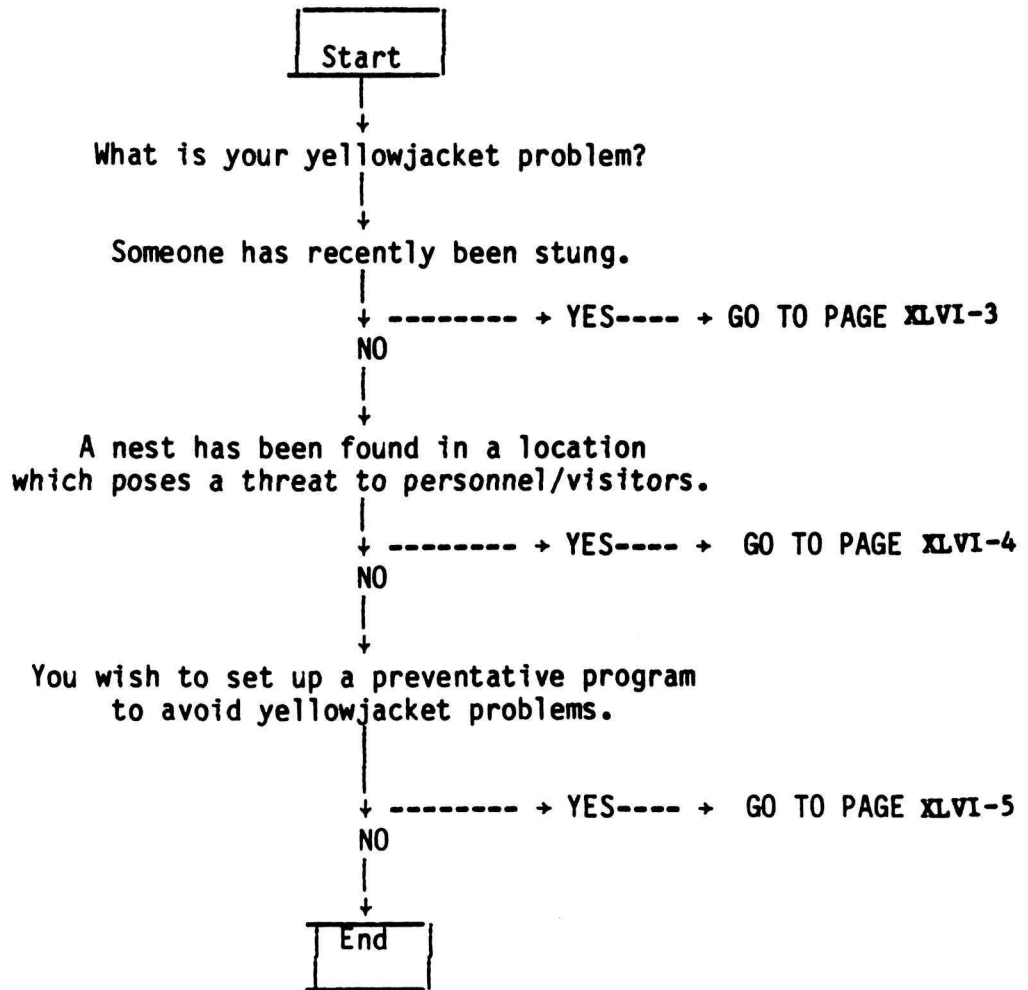 Start
What is your yellowjacket problem?
Someone has recently been stung.
-------- → YES---- → GO TO PAGE XLVI-3
NO
A nest has been found in a location
which poses a threat to personnel/visitors.
-------- → YES---- → GO TO PAGE XLVI-4
NO
You wish to set up a preventative program
to avoid yellowjacket problems.
-------- → YES---- → GO TO PAGE XLVI-5
NO
End